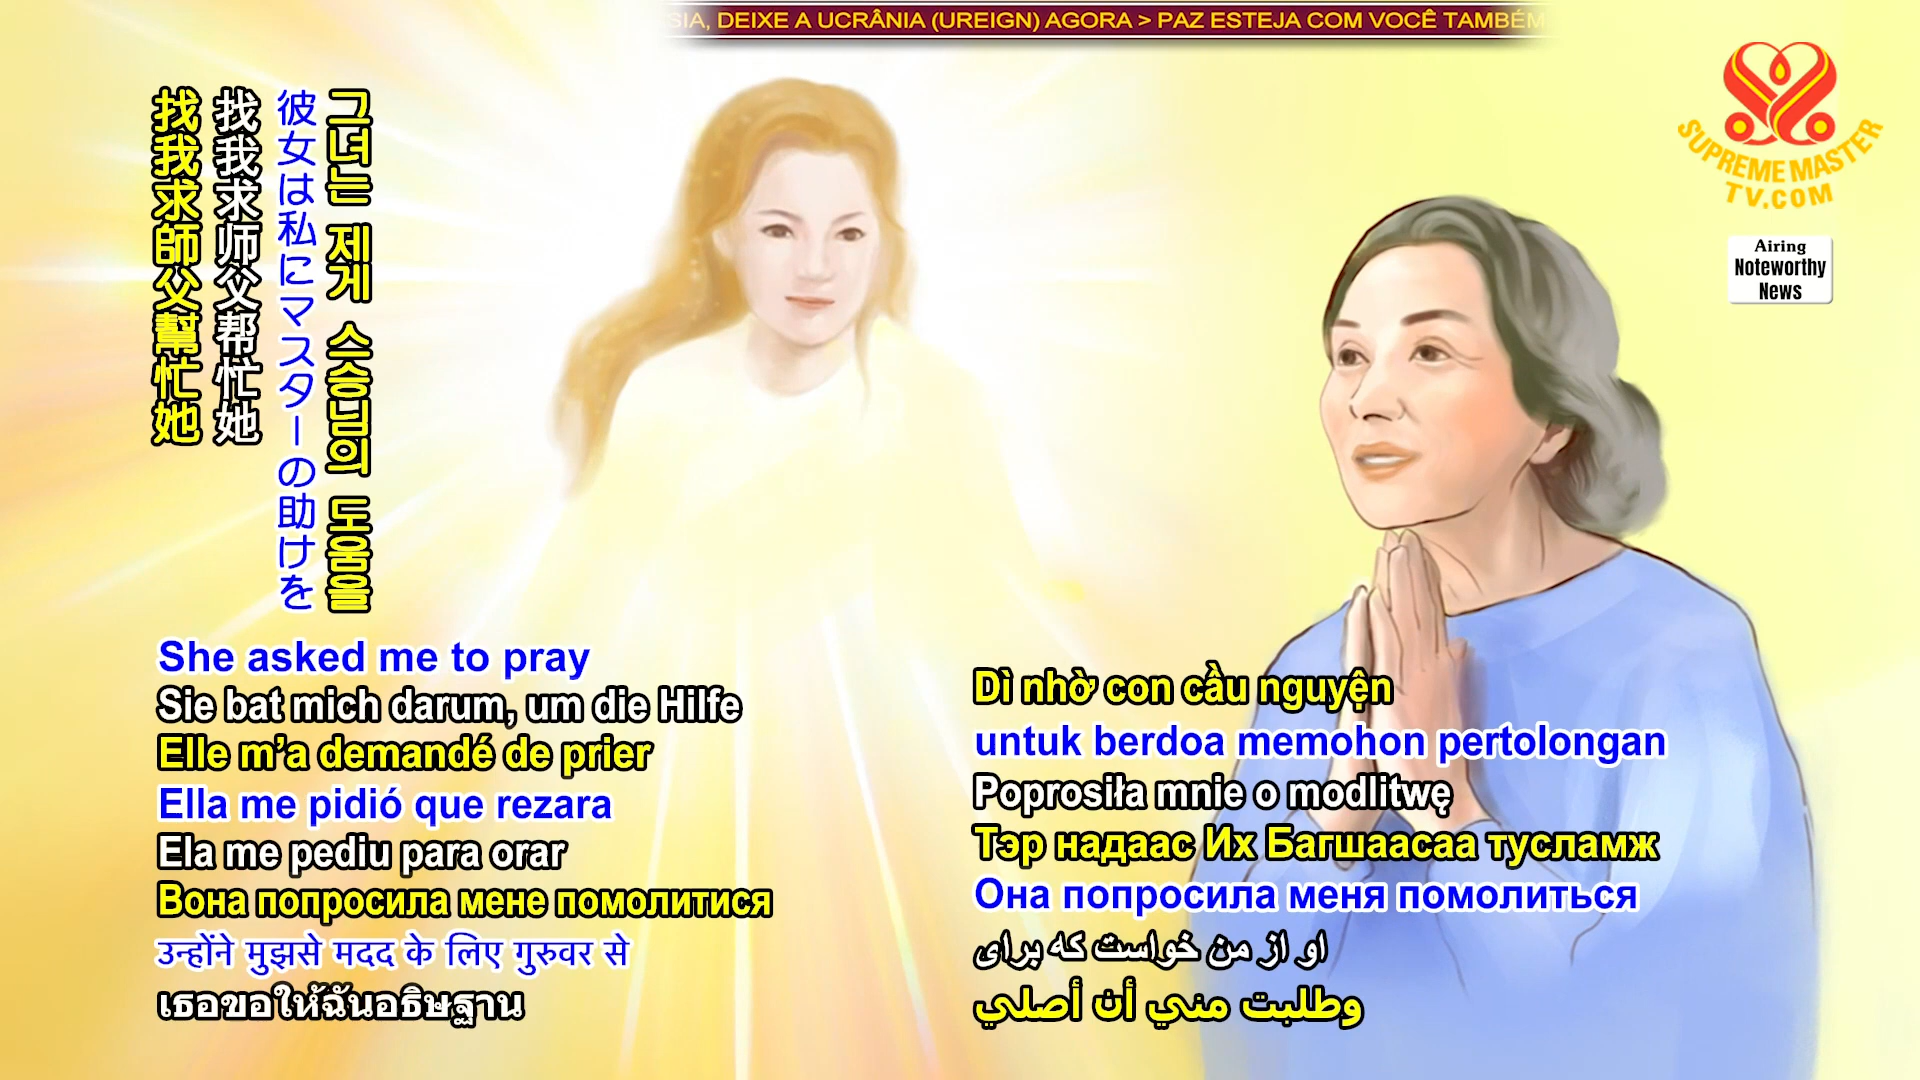 SIA, DEIXE A UCRÂNIA (UREIGN) AGORA > PAZ ESTEJA COM VOCÊ TAMBÉM
SUPREME MASTER
TV.COM
Airing
Noteworthy
News
그녀는 제게 스승님의 도움을
彼女は私にマスターの助けを
找我求师父帮忙她
找我求師父幫忙她
She asked me to pray
Sie bat mich darum, um die Hilfe
Elle m’a demandé de prier
Ella me pidió que rezara
Ela me pediu para orar
Вона попросила мене помолитися
उन्होंने मुझसे मदद के लिए गुरुवर से
เธอขอให้ฉันอธิษฐาน
Dì nhờ con cầu nguyện
untuk berdoa memohon pertolongan
Poprosiła mnie o modlitwę
Тэр надаас Их Багшаасаа тусламж
Она попросила меня помолиться
او از من خواست که برای
وطلبت مني أن أصلي